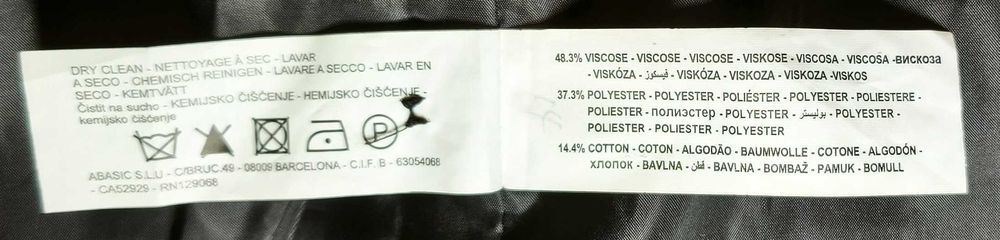 DRY CLEAN - NETTOYAGE À SEC - LAVAR
A SECO - CHEMISCH REINIGEN - LAVARE A SECCO - LAVAR EN
SECO - KEMTVÄTT
Čistit na sucho - KEMIJSKO ČIŠČENJE - HEMIJSKO ČIŠĆENJE -
kemijsko čišćenje
P
ABASIC S.L.U - C/BRUC.49 - 08009 BARCELONA - C.I.F. B - 63054068
- CA52929 - RN129068
48.3% VISCOSE - VISCOSE - VISCOSE - VISKOSE - VISCOSA - VISCOSA -вискоза
- VISKÓZA - فيسكوز - VISKÓZA - VISKOZA - VISKOZA -VISKOS
37.3% POLYESTER - POLYESTER - POLIÉSTER - POLYESTER - POLIESTERE -
POLIESTER - полиэстер - POLYESTER - بوليستر - POLYESTER -
POLIESTER - POLIESTER - POLYESTER
14.4% COTTON - COTON - ALGODÃO - BAUMWOLLE - COTONE - ALGODÓN -
хлопок - BAVLNA - قطن - BAVLNA - BOMBAŽ - PAMUK - BOMULL